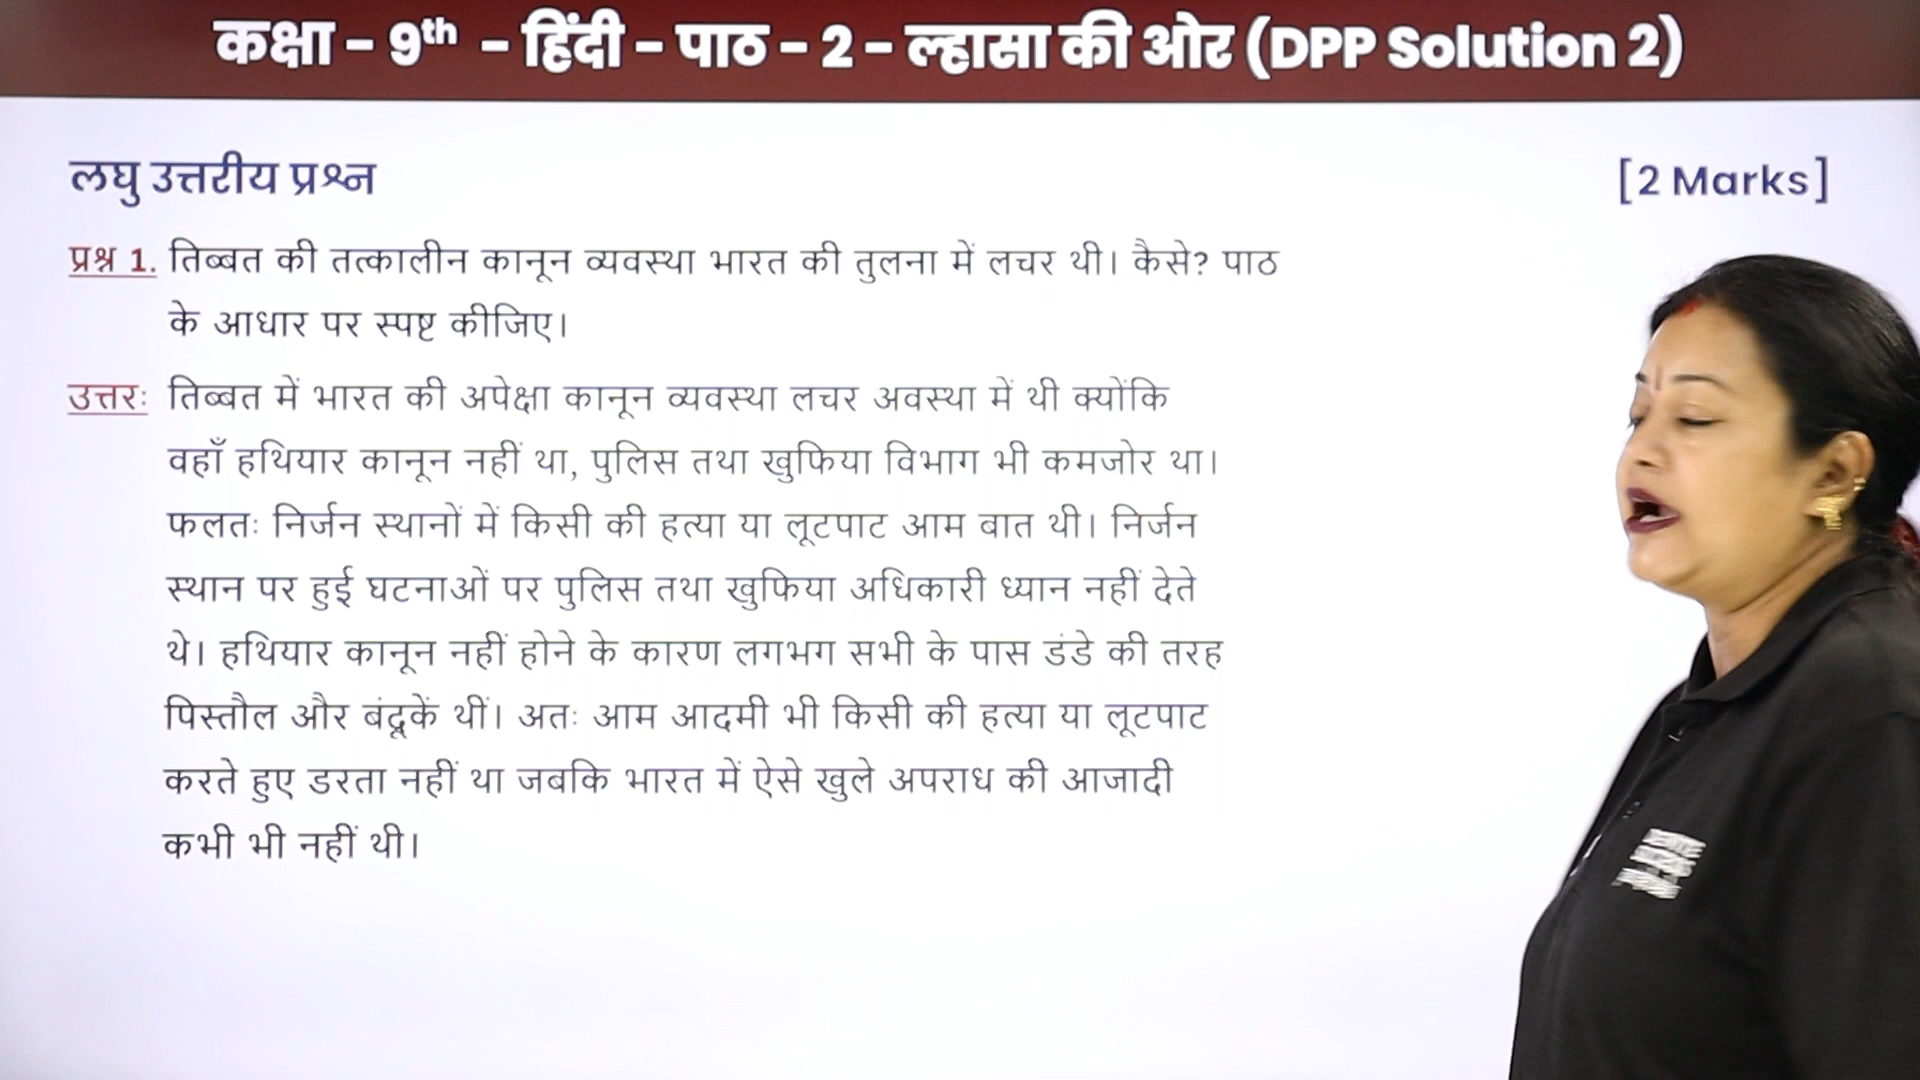 कक्षा – 9th – हिंदी – पाठ – 2 – ल्हासा की ओर (DPP Solution 2)
लघु उत्तरीय प्रश्न [2 Marks]
प्रश्न 1. तिब्बत की तत्कालीन कानून व्यवस्था भारत की तुलना में लचर थी। कैसे? पाठ
के आधार पर स्पष्ट कीजिए।
उत्तरः तिब्बत में भारत की अपेक्षा कानून व्यवस्था लचर अवस्था में थी क्योंकि
वहाँ हथियार कानून नहीं था, पुलिस तथा खुफिया विभाग भी कमजोर था।
फलतः निर्जन स्थानों में किसी की हत्या या लूटपाट आम बात थी। निर्जन
स्थान पर हुई घटनाओं पर पुलिस तथा खुफिया अधिकारी ध्यान नहीं देते
थे। हथियार कानून नहीं होने के कारण लगभग सभी के पास डंडे की तरह
पिस्तौल और बंदूकें थीं। अतः आम आदमी भी किसी की हत्या या लूटपाट
करते हुए डरता नहीं था जबकि भारत में ऐसे खुले अपराध की आजादी
कभी भी नहीं थी।